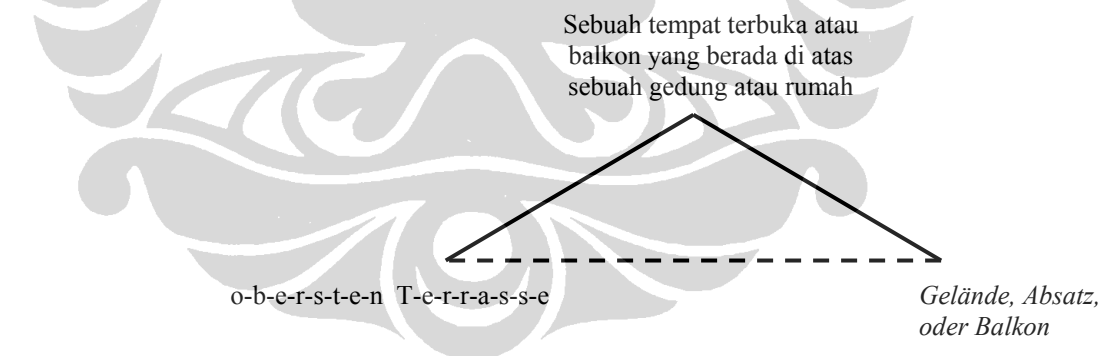 Sebuah tempat terbuka atau
balkon yang berada di atas
sebuah gedung atau rumah
o-b-e-r-s-t-e-n T-e-r-r-a-s-s-e
Gelände, Absatz,
oder Balkon